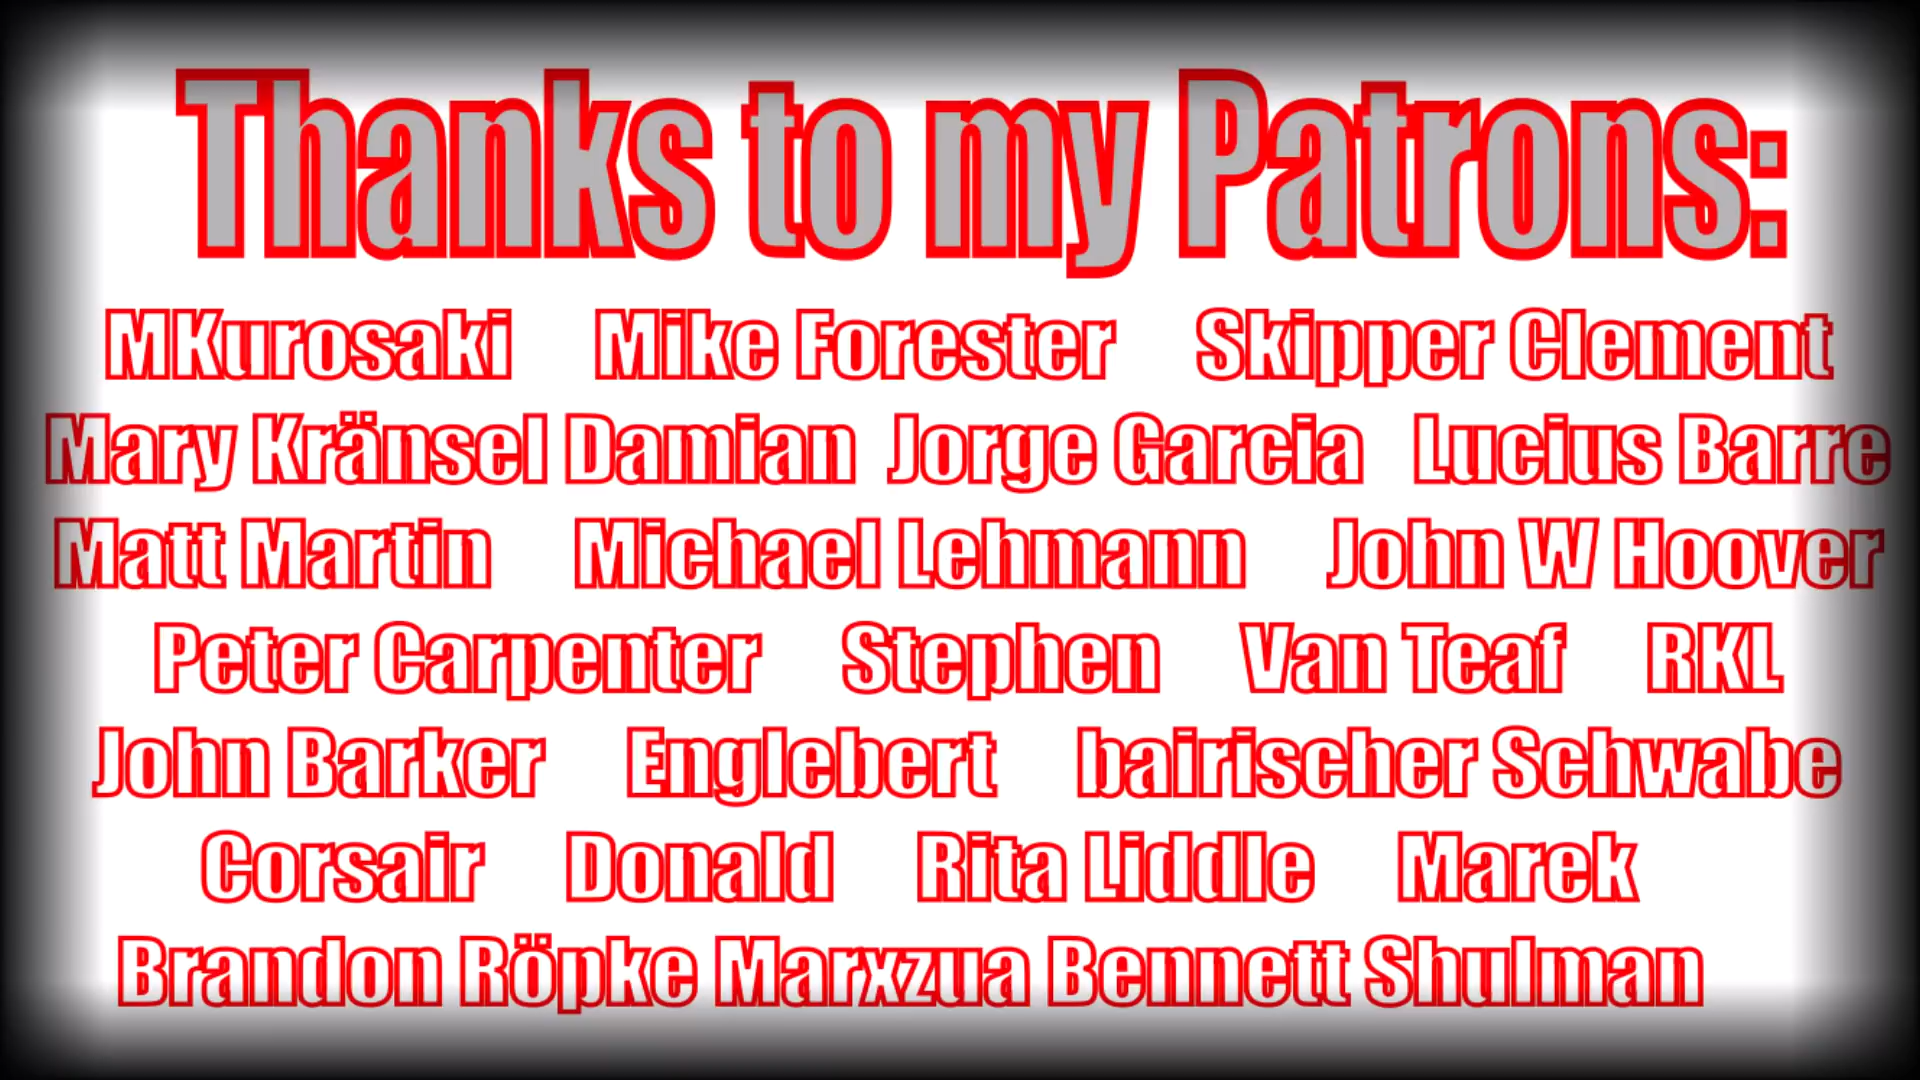 Thanks to my Patrons:
MKurosaki Mike Forester Skipper Clement
Mary Kränsel Damian Jorge Garcia Lucius Barre
Matt Martin Michael Lehmann John W Hoover
Peter Carpenter Stephen Van Teaf RKL
John Barker Englebert bairischer Schwabe
Corsair Donald Rita Liddle Marek
Brandon Röpke Marxzua Bennett Shulman